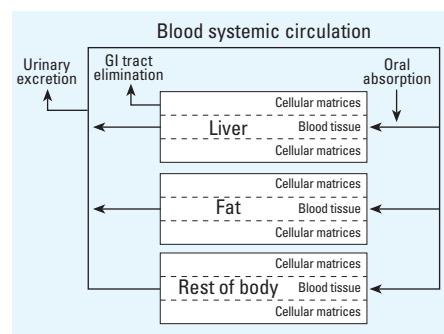 Blood systemic circulation
Urinary
excretion
GI tract
elimination
Oral
absorption
Cellular matrices
Liver
Blood tissue
Cellular matrices
Cellular matrices
Fat
Blood tissue
Cellular matrices
Cellular matrices
Rest of body
Blood tissue
Cellular matrices